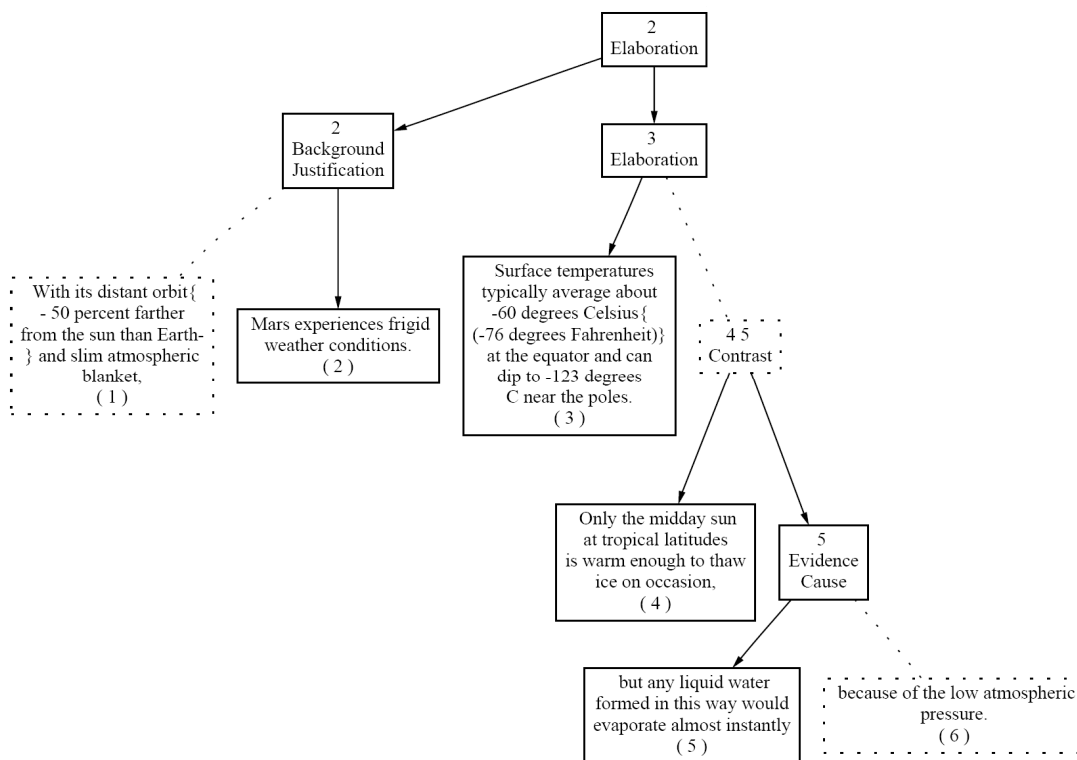 2
Elaboration
2
Background
Justification
3
Elaboration
With its distant orbit{
- 50 percent farther
from the sun than Earth-
} and slim atmospheric
blanket,
( 1 )
Mars experiences frigid
weather conditions.
( 2 )
Surface temperatures
typically average about
-60 degrees Celsius{
(-76 degrees Fahrenheit)}
at the equator and can
dip to -123 degrees
C near the poles.
( 3 )
4 5
Contrast
Only the midday sun
at tropical latitudes
is warm enough to thaw
ice on occasion,
( 4 )
5
Evidence
Cause
but any liquid water
formed in this way would
evaporate almost instantly
( 5 )
because of the low atmospheric
pressure.
( 6 )